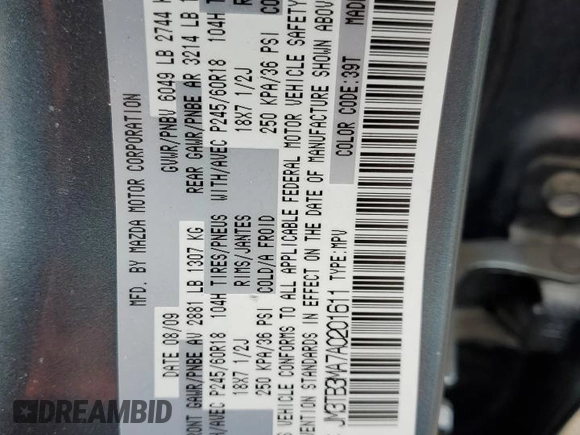 MFD. BY MAZDA MOTOR CORPORATION
GVWR/PNBV 6049 LB 2744
DATE 08/09
FRONT GAWR/PNBE AV 2881 LB 1307 KG
REAR GAWR/PNBE AR 3214 LB
WITH/AVEC P245/60R18 104H TIRES/PNEUS WITH/AVEC P245/60R18 104H
18X7 1/2J RIMS/JANTES 18X7 1/2J
250 KPA/36 PSI COLD/A FROID 250 KPA/36 PSI
VEHICLE CONFORMS TO ALL APPLICABLE FEDERAL MOTOR VEHICLE SAFETY
STANDARDS IN EFFECT ON THE DATE OF MANUFACTURE SHOWN ABOVE
JM3TB3MA7A0201611 TYPE:MPV
COLOR CODE:39T MADE
RIDESAFELY